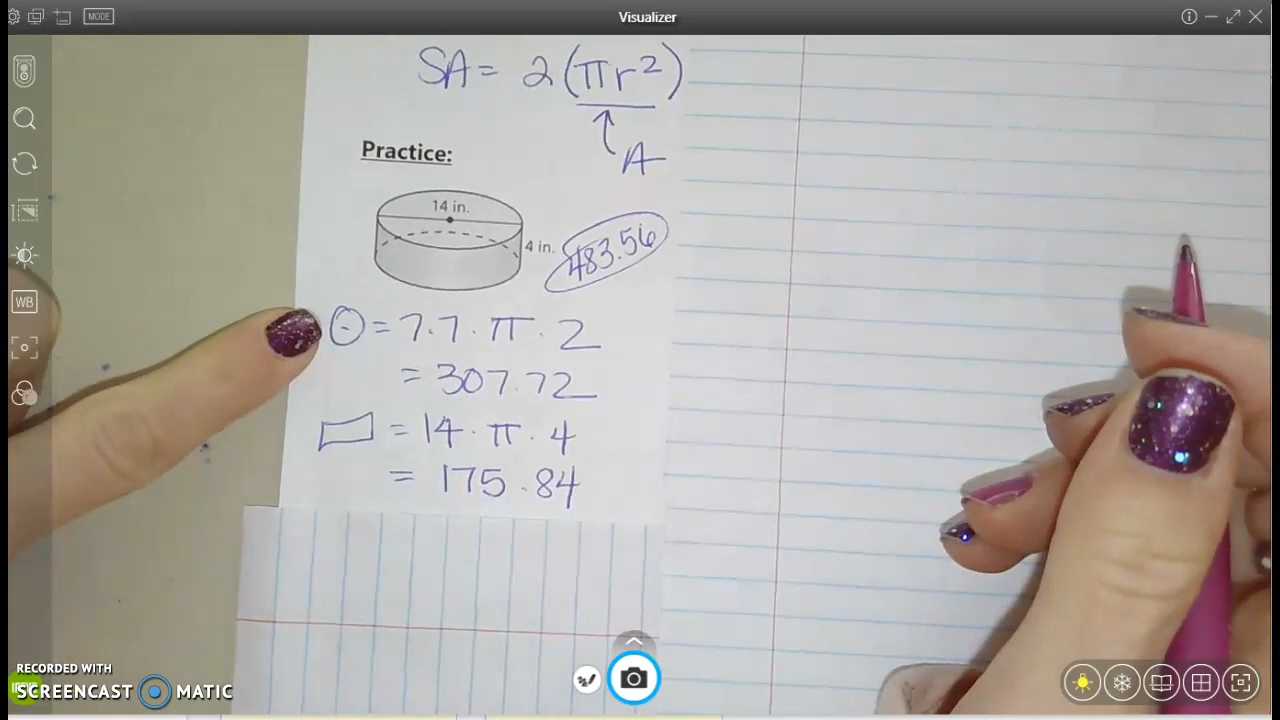 MODE
Visualizer
SA = 2(πr²)
A
Practice:
14 in.
4 in.
483.56
WB
= 7.7.π.2
= 307.72
= 14.π.4
= 175.84
RECORDED WITH
SCREENCAST MATIC